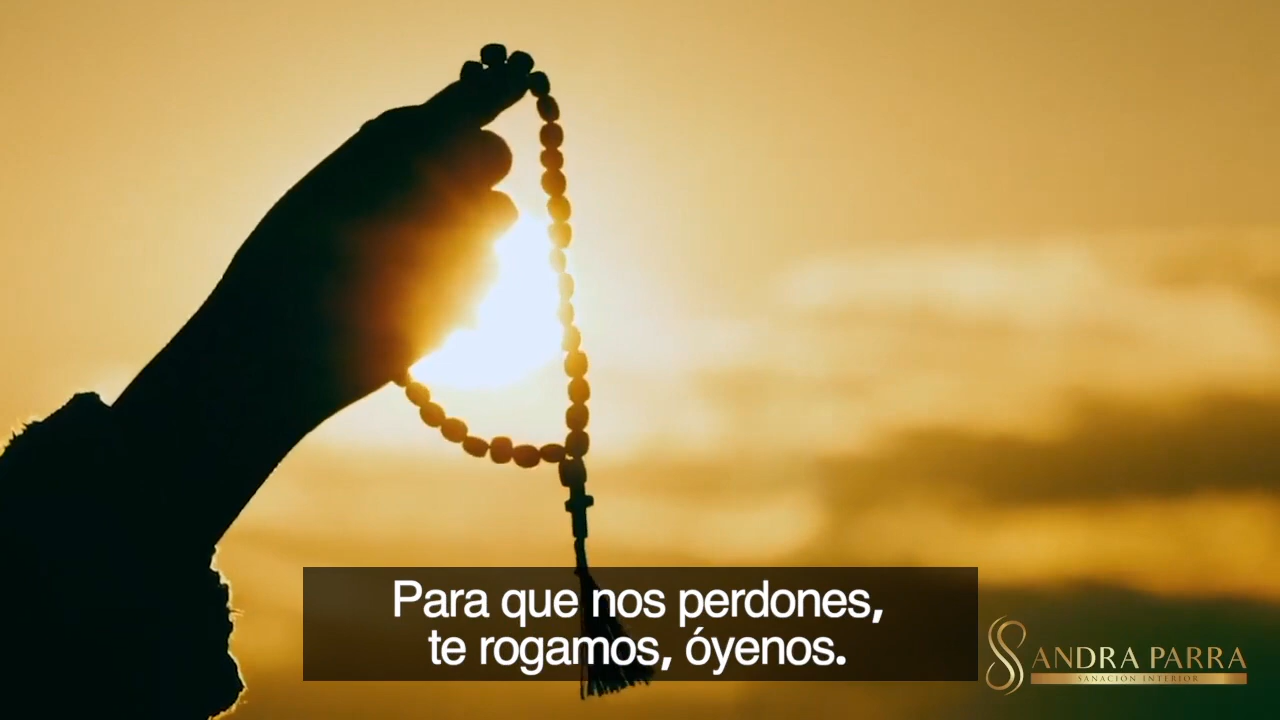 Para que nos perdones,
te rogamos, óyenos.
SANDRA PARRA
SANACIÓN INTERIOR